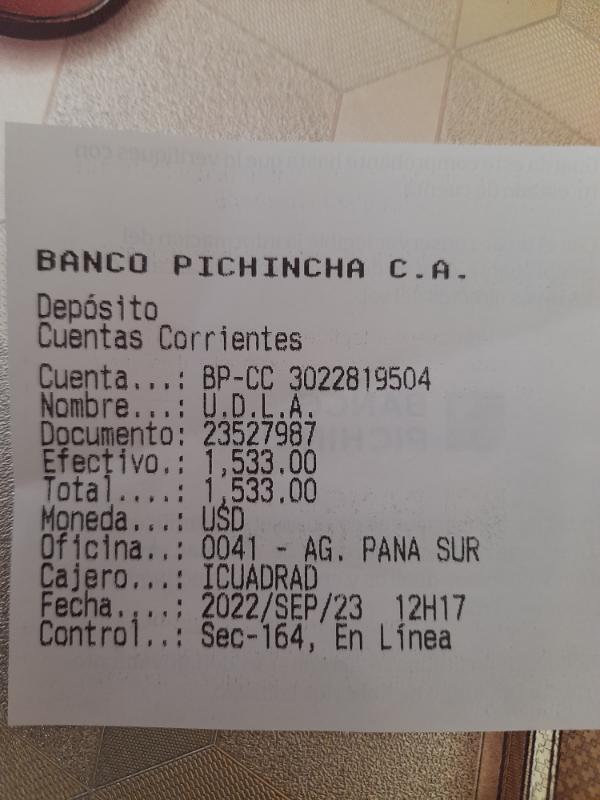 BANCO PICHINCHA C.A.
Depósito
Cuentas Corrientes
Cuenta...: BP-CC 3022819504
Nombre...: U.D.L.A.
Documento: 23527987
Efectivo.: 1,533.00
Total....: 1,533.00
Moneda...: USD
Oficina..: 0041 - AG. PANA SUR
Cajero...: ICUADRAD
Fecha....: 2022/SEP/23 12H17
Control..: Sec-164, En Línea